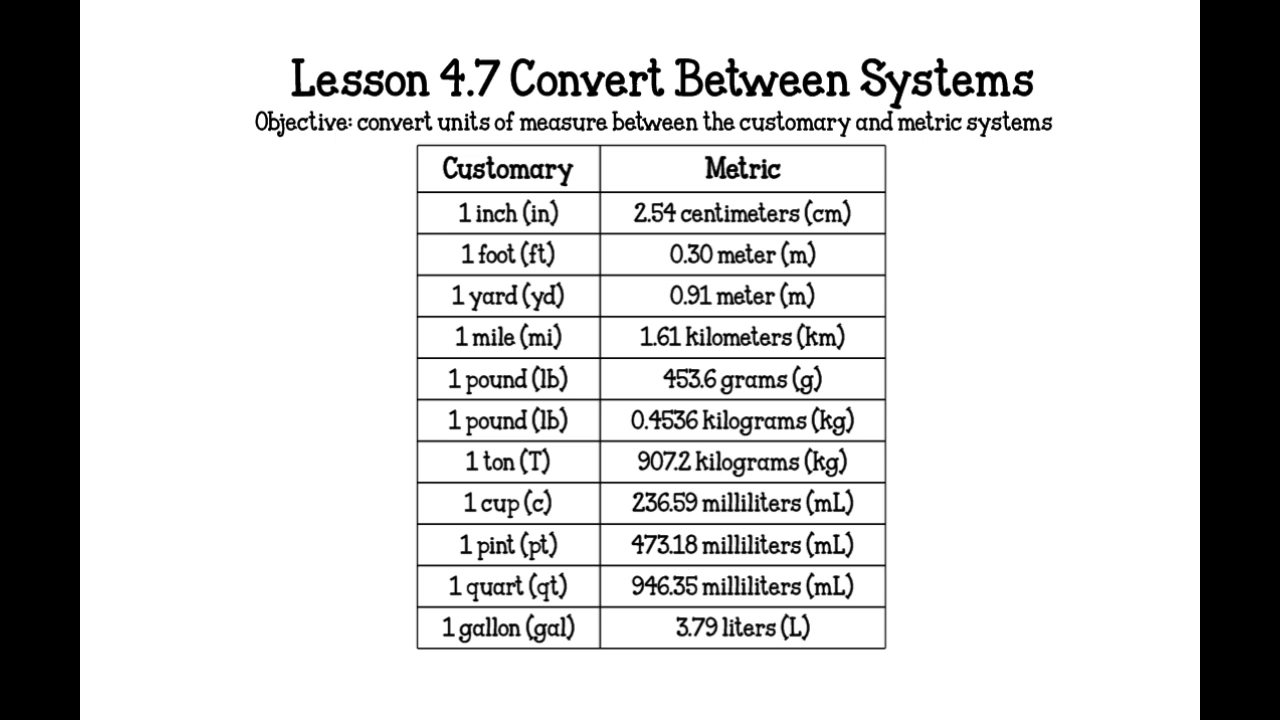 Lesson 4.7 Convert Between Systems
Objective: convert units of measure between the customary and metric systems
Customary Metric
1 inch (in) 2.54 centimeters (cm)
1 foot (ft) 0.30 meter (m)
1 yard (yd) 0.91 meter (m)
1 mile (mi) 1.61 kilometers (km)
1 pound (lb) 453.6 grams (g)
1 pound (lb) 0.4536 kilograms (kg)
1 ton (T) 907.2 kilograms (kg)
1 cup (c) 236.59 milliliters (mL)
1 pint (pt) 473.18 milliliters (mL)
1 quart (qt) 946.35 milliliters (mL)
1 gallon (gal) 3.79 liters (L)